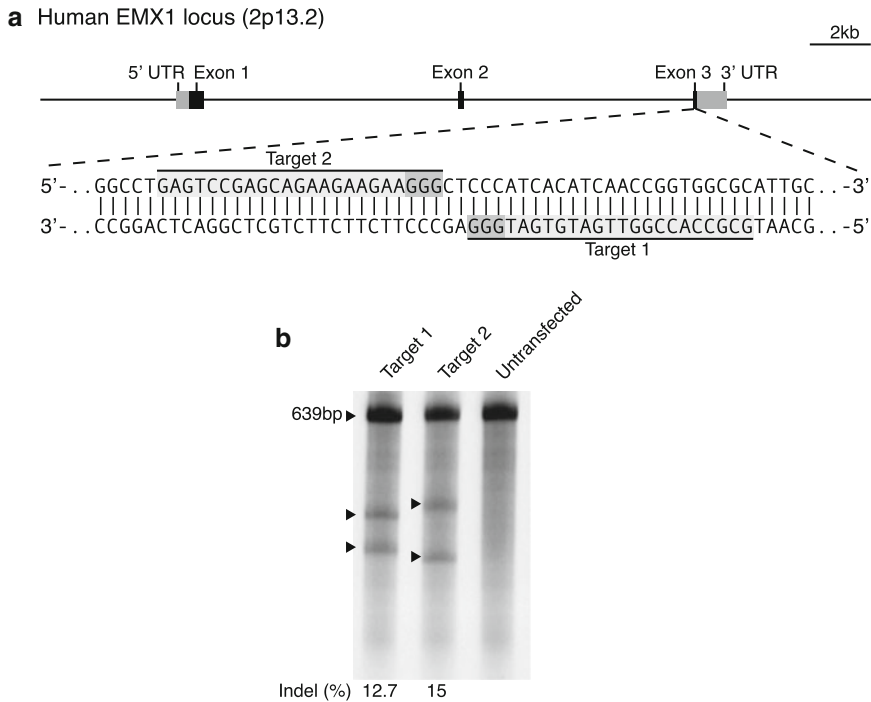 a Human EMX1 locus (2p13.2)
2kb
5' UTR Exon 1 Exon 2 Exon 3 3' UTR
Target 2
5'-..GGCCTGAGTCCGAGCAGAAGAAGAAGGGCTCCCATCACATCAACCGGTGGCGCATTGC..-3'
3'-..CCGGACTCAGGCTCGTCTTCTTCTTCCCGAGGGTAGTGTAGTTGGCCACCGCGTAACG..-5'
Target 1
b
Target 1 Target 2 Untransfected
639bp
Indel (%) 12.7 15